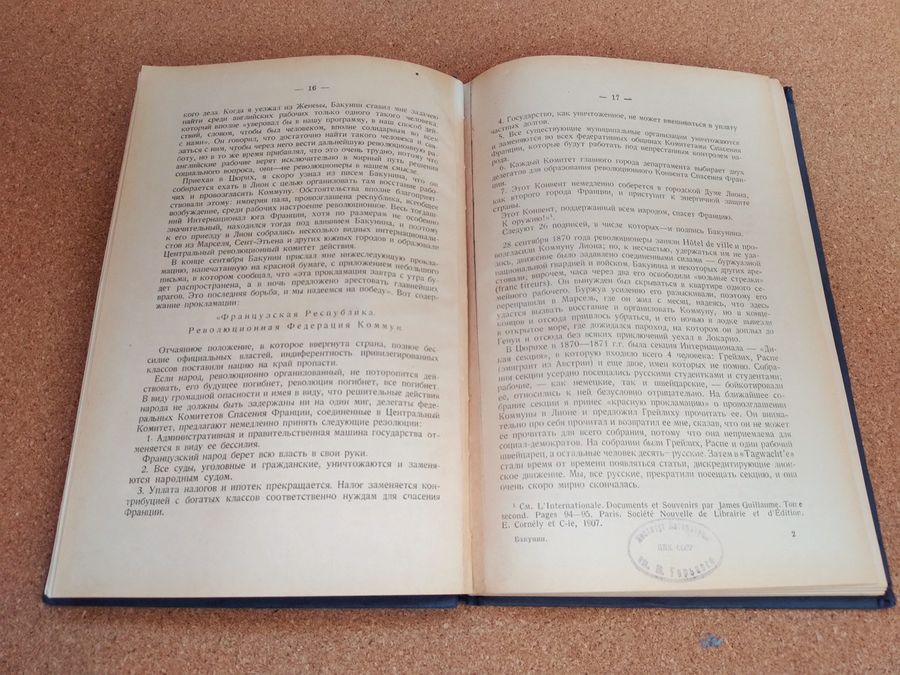 — 16 —
кого дела. Когда я уезжал из Женевы, Бакунин ставил мне задачею
найти среди английских рабочих только одного такого человека,
который вполне «уверовал бы в нашу программу, в наш способ дей-
ствий, словом, чтобы был человеком, вполне солидарным во всем
с нами». Он говорил, что достаточно найти такого человека и свя-
заться с ним, чтобы через него вести дальнейшую революционную ра-
боту, но в то же время прибавлял, что это очень трудно, потому что
английские рабочие верят исключительно в мирный путь решения
социального вопроса, они—не революционеры в нашем смысле.
Приехав в Цюрих, я скоро узнал из писем Бакунина, что он
собирается ехать в Лион с целью организовать там восстание рабо-
чих и провозгласить Коммуну. Обстоятельства вполне благоприят-
ствовали этому: империя пала, провозглашена республика, всеобщее
возбуждение, среди рабочих настроение революционное. Весь тогдаш-
ний Интернационал юга Франции, хотя по размерам не особенно
значительный, находился тогда под влиянием Бакунина, и поэтому
к его приезду в Лион собрались несколько видных интернационали-
стов из Марселя, Сент-Этьена и других южных городов и образовали
Центральный революционный комитет действия.
В конце сентября Бакунин прислал мне нижеследующую прокла-
мацию, напечатанную на красной бумаге, с приложением небольшого
письма, в котором сообщал, что «эта прокламация завтра с утра бу-
дет распространена, а в ночь предложено арестовать главнейших
врагов. Это последняя борьба, и мы надеемся на победу». Вот содер-
жание прокламации:
«Французская Республика.
Революционная Федерация Коммун.
Отчаянное положение, в которое ввергнута страна, полное бес-
силие официальных властей, индиферентность привилегированных
классов поставили нацию на край пропасти.
Если народ, революционно организованный, не поторопится дей-
ствовать, его будущее погибнет, революция погибнет, все погибнет.
В виду громадной опасности и имея в виду, что решительные действия
народа не должны быть задержаны ни на один миг, делегаты феде-
ральных Комитетов Спасения Франции, соединенные в Центральный
Комитет, предлагают немедленно принять следующие резолюции:
1. Административная и правительственная машина государства от-
меняется в виду ее бессилия.
Французский народ берет всю власть в свои руки.
2. Все суды, уголовные и гражданские, уничтожаются и заменя-
ются народным судом.
3. Уплата налогов и ипотек прекращается. Налог заменяется кон-
трибуцией с богатых классов соответственно нуждам для спасения
Франции.
— 17 —
4. Государство, как уничтоженное, не может вмешиваться в уплату
частных долгов.
5. Все существующие муниципальные организации уничтожаются
и заменяются во всех федеративных общинах Комитетами Спасения
Франции, которые будут работать под непрестанным контролем на-
рода.
6. Каждый Комитет главного города департамента выбирает двух
делегатов для образования революционного Конвента Спасения Фран-
ции.
7. Этот Конвент немедленно соберется в городской Думе Лиона,
как второго города Франции, и приступит к энергичной защите
страны.
Этот Конвент, поддержанный всем народом, спасет Францию.
К оружию!»¹.
Следуют 26 подписей, в числе которых—и подпись Бакунина.
28 сентября 1870 года революционеры заняли Hôtel de ville и про-
возгласили Коммуну Лиона; но, к несчастью, удержаться им не уда-
лось, движение было задавлено соединенными силами — буржуазной
национальной гвардией и войском. Бакунина и некоторых других аре-
стовали; впрочем, часа через два его освободили «вольные стрелки»
(franc tireurs). Он вынужден был скрываться в квартире одного се-
мейного рабочего. Буржуа усиленно его разыскивали, поэтому его
переправили в Марсель, где он жил с месяц, надеясь, что здесь
удастся вызвать восстание и организовать Коммуну, но в конце-
концов и отсюда пришлось убраться, и его ночью в лодке вывезли
в открытое море, где дожидался пароход, на котором он доплыл до
Генуи и отсюда без всяких приключений уехал в Локарно.
В Цюрихе в 1870—1871 г.г. была секция Интернационала — «Ди-
кая секция», в которую входило всего 4 человека: Грейлих, Распе
(эмигрант из Австрии) и еще двое, имен которых не помню. Собра-
ния секции усердно посещались русскими студентками и студентами;
рабочие, — как немецкие, так и швейцарские, — бойкотировали
ее, относились к ней безусловно отрицательно. На ближайшее со-
брание секции я принес «красную прокламацию» о провозглашении
Коммуны в Лионе и предложил Грейлиху прочитать ее. Он внима-
тельно про себя прочитал и возвратил ее мне, сказав, что он не может
ее прочитать для всего собрания, потому что она неприемлема для
социал-демократов. На собрании были Грейлих, Распе и один рабочий
швейцарец, а остальные человек десять—русские. Затем в «Tagwacht'e»
стали время от времени появляться статьи, дискредитирующие лион-
ское движение. Мы, все русские, прекратили посещать секцию, и она
очень скоро мирно скончалась.
¹ См. L'Internationale. Documents et Souvenirs par James Guillaume. Tome
second. Pages 94—95. Paris. Société Nouvelle de Librairie et d'Édition.
E. Cornély et C-ie, 1907.
Бакунин.
2
Институт литературы
им. М. Горького